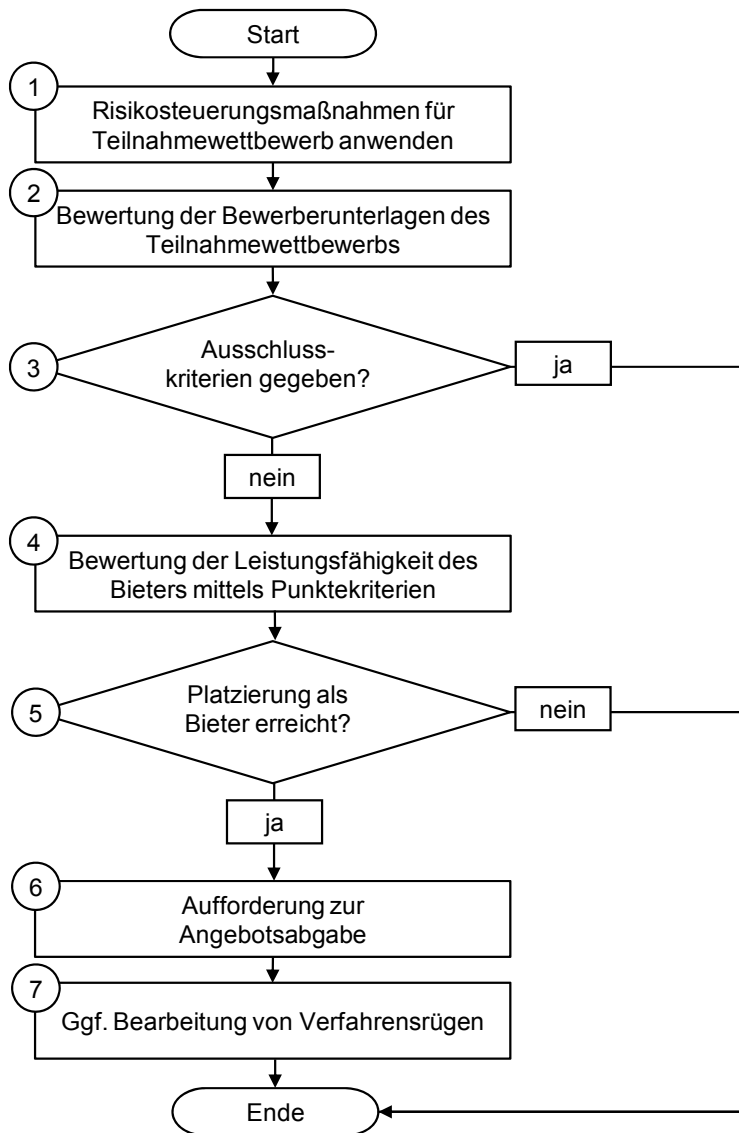 Start
1
Risikosteuerungsmaßnahmen für
Teilnahmewettbewerb anwenden
2
Bewertung der Bewerberunterlagen des
Teilnahmewettbewerbs
3
Ausschluss-
kriterien gegeben?
ja
nein
4
Bewertung der Leistungsfähigkeit des
Bieters mittels Punktekriterien
5
Platzierung als
Bieter erreicht?
nein
ja
6
Aufforderung zur
Angebotsabgabe
7
Ggf. Bearbeitung von Verfahrensrügen
Ende